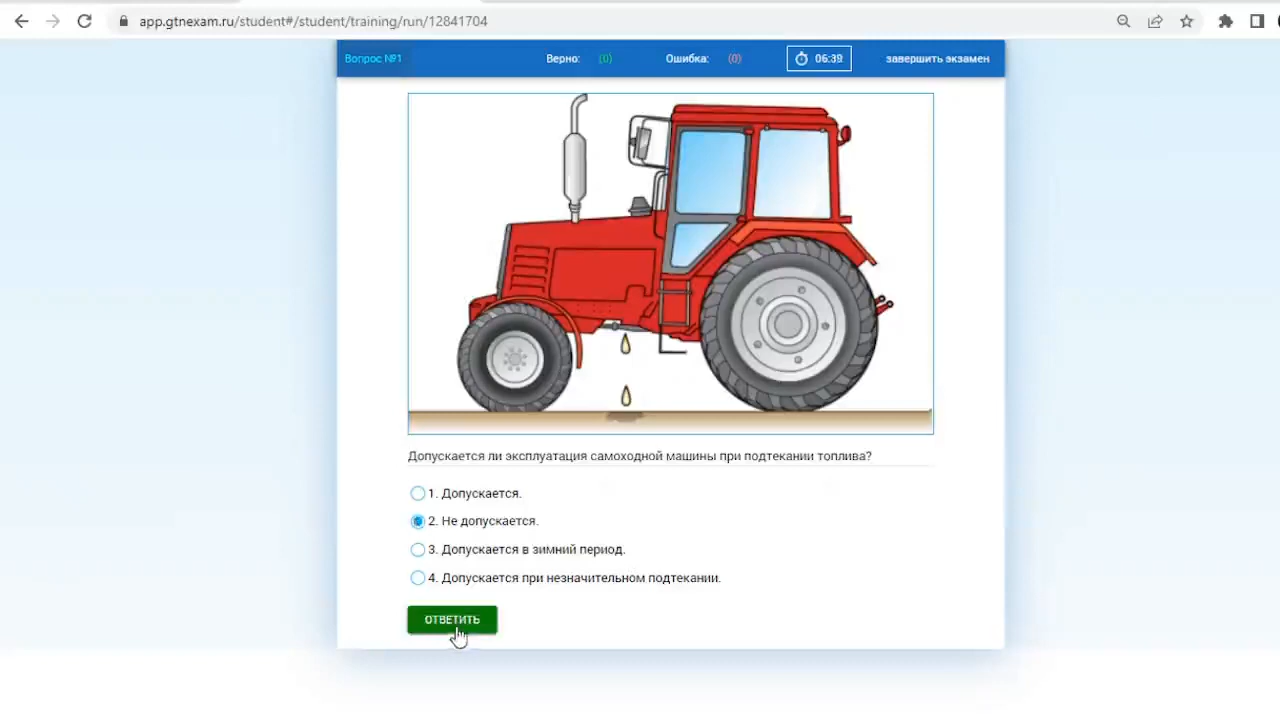 app.gtnexam.ru/student#/student/training/run/12841704
Вопрос №1 Верно: (0) Ошибка: (0) 06:39 завершить экзамен
Допускается ли эксплуатация самоходной машины при подтекании топлива?
1. Допускается.
2. Не допускается.
3. Допускается в зимний период.
4. Допускается при незначительном подтекании.
ОТВЕТИТЬ